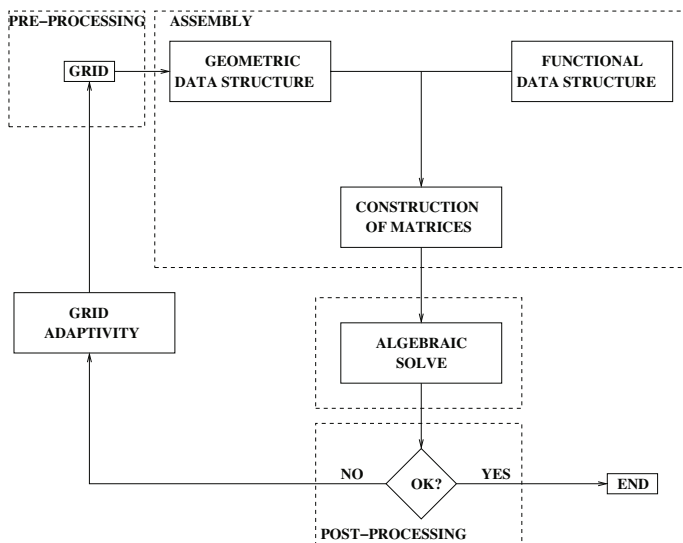 PRE–PROCESSING
ASSEMBLY
GRID
GEOMETRIC
DATA STRUCTURE
FUNCTIONAL
DATA STRUCTURE
CONSTRUCTION
OF MATRICES
GRID
ADAPTIVITY
ALGEBRAIC
SOLVE
NO
OK?
YES
END
POST–PROCESSING